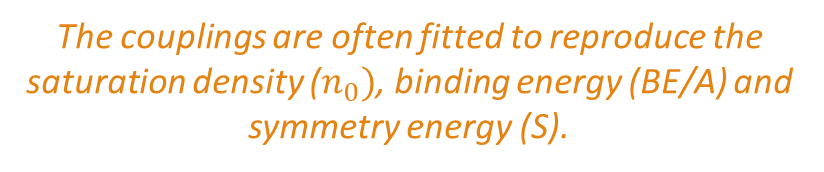 The couplings are often fitted to reproduce the
saturation density (n₀), binding energy (BE/A) and
symmetry energy (S).